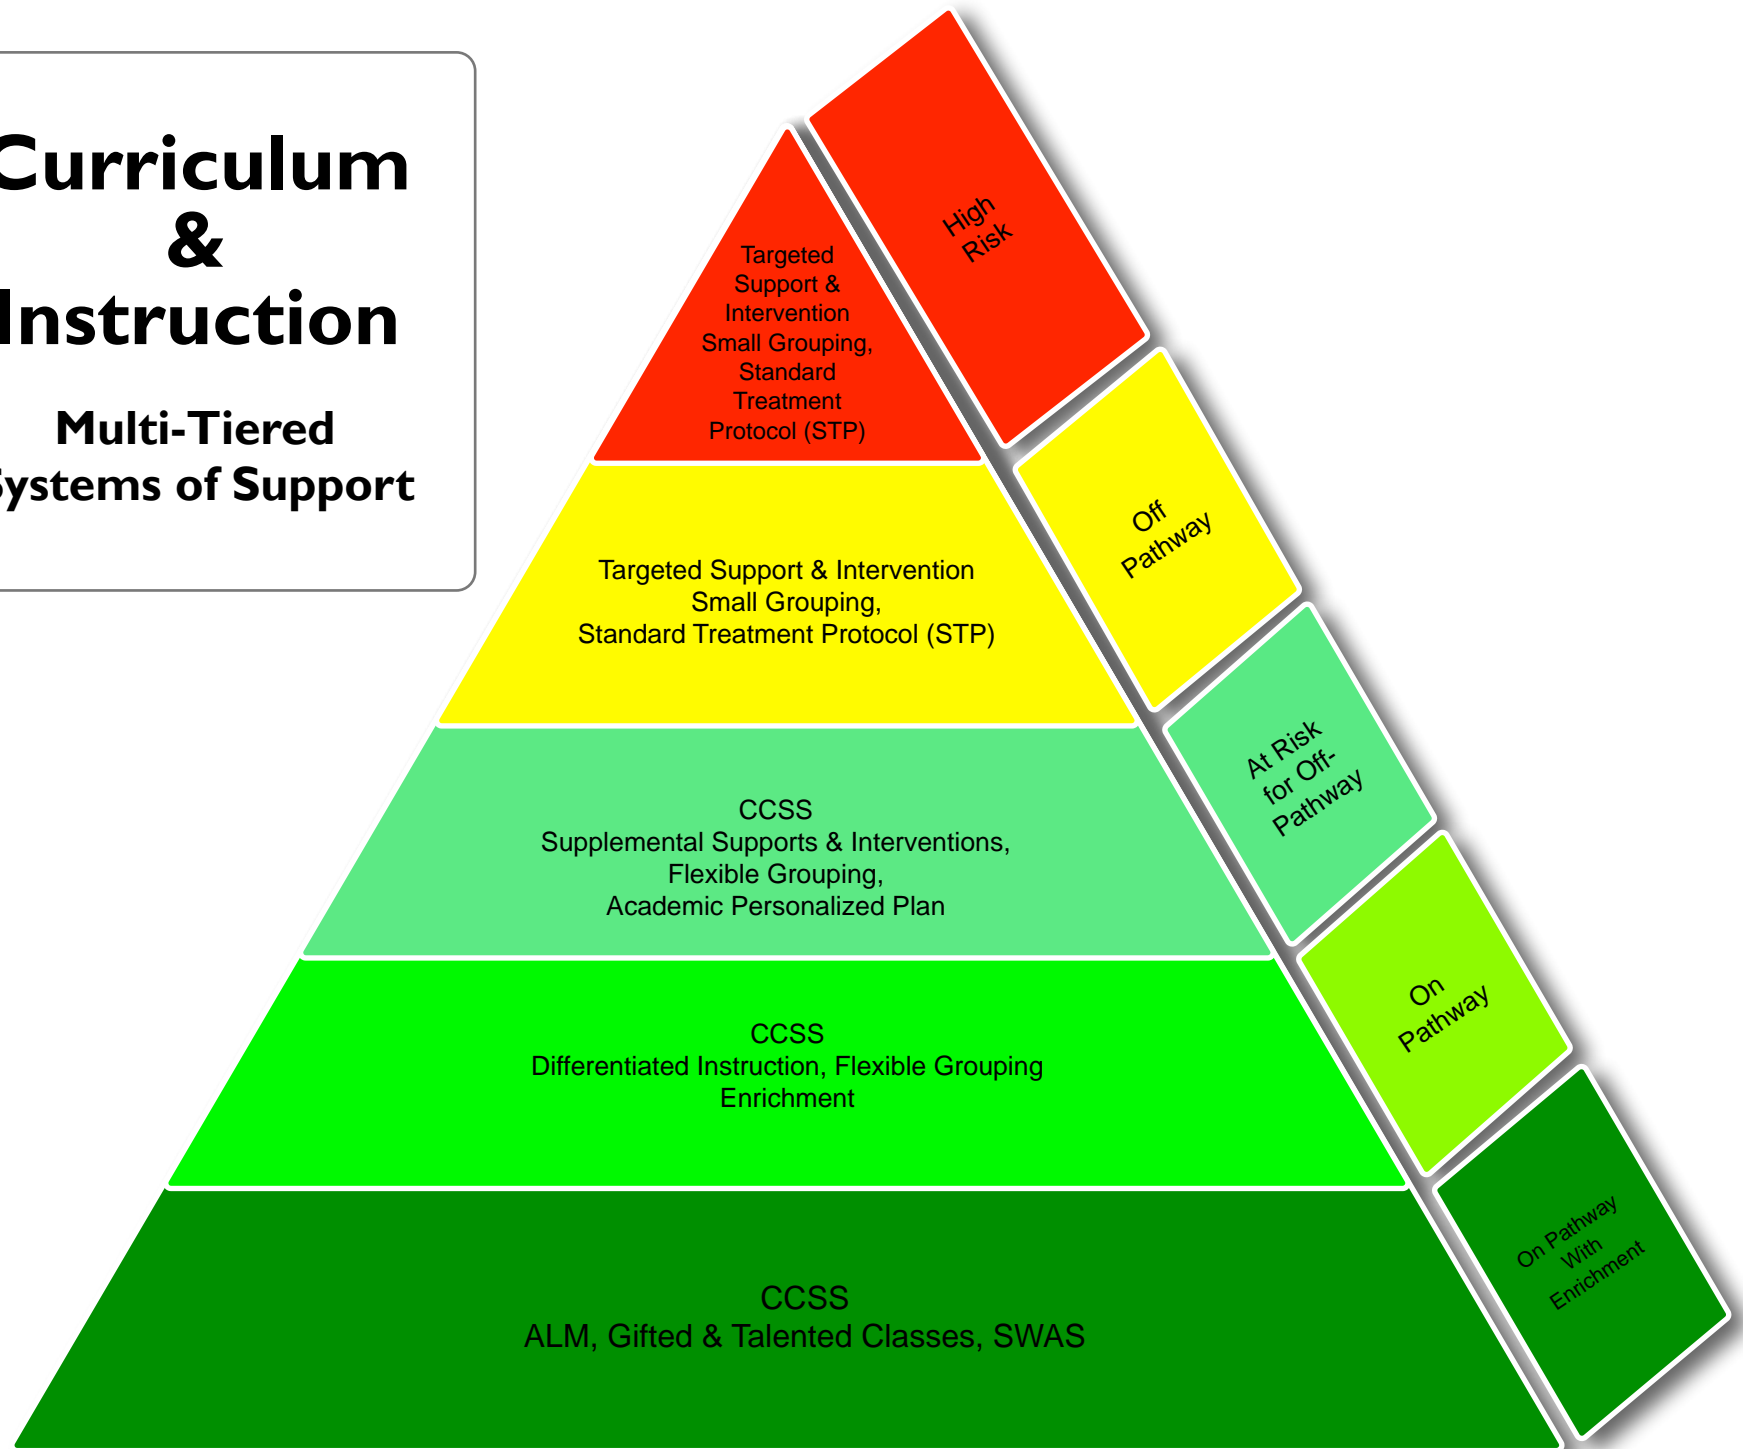 Curriculum
&
Instruction
Multi-Tiered
Systems of Support
High
Risk
Targeted
Support &
Intervention
Small Grouping,
Standard
Treatment
Protocol (STP)
Off
Pathway
Targeted Support & Intervention
Small Grouping,
Standard Treatment Protocol (STP)
At Risk
for Off-
Pathway
CCSS
Supplemental Supports & Interventions,
Flexible Grouping,
Academic Personalized Plan
On
Pathway
CCSS
Differentiated Instruction, Flexible Grouping
Enrichment
On Pathway
With
Enrichment
CCSS
ALM, Gifted & Talented Classes, SWAS